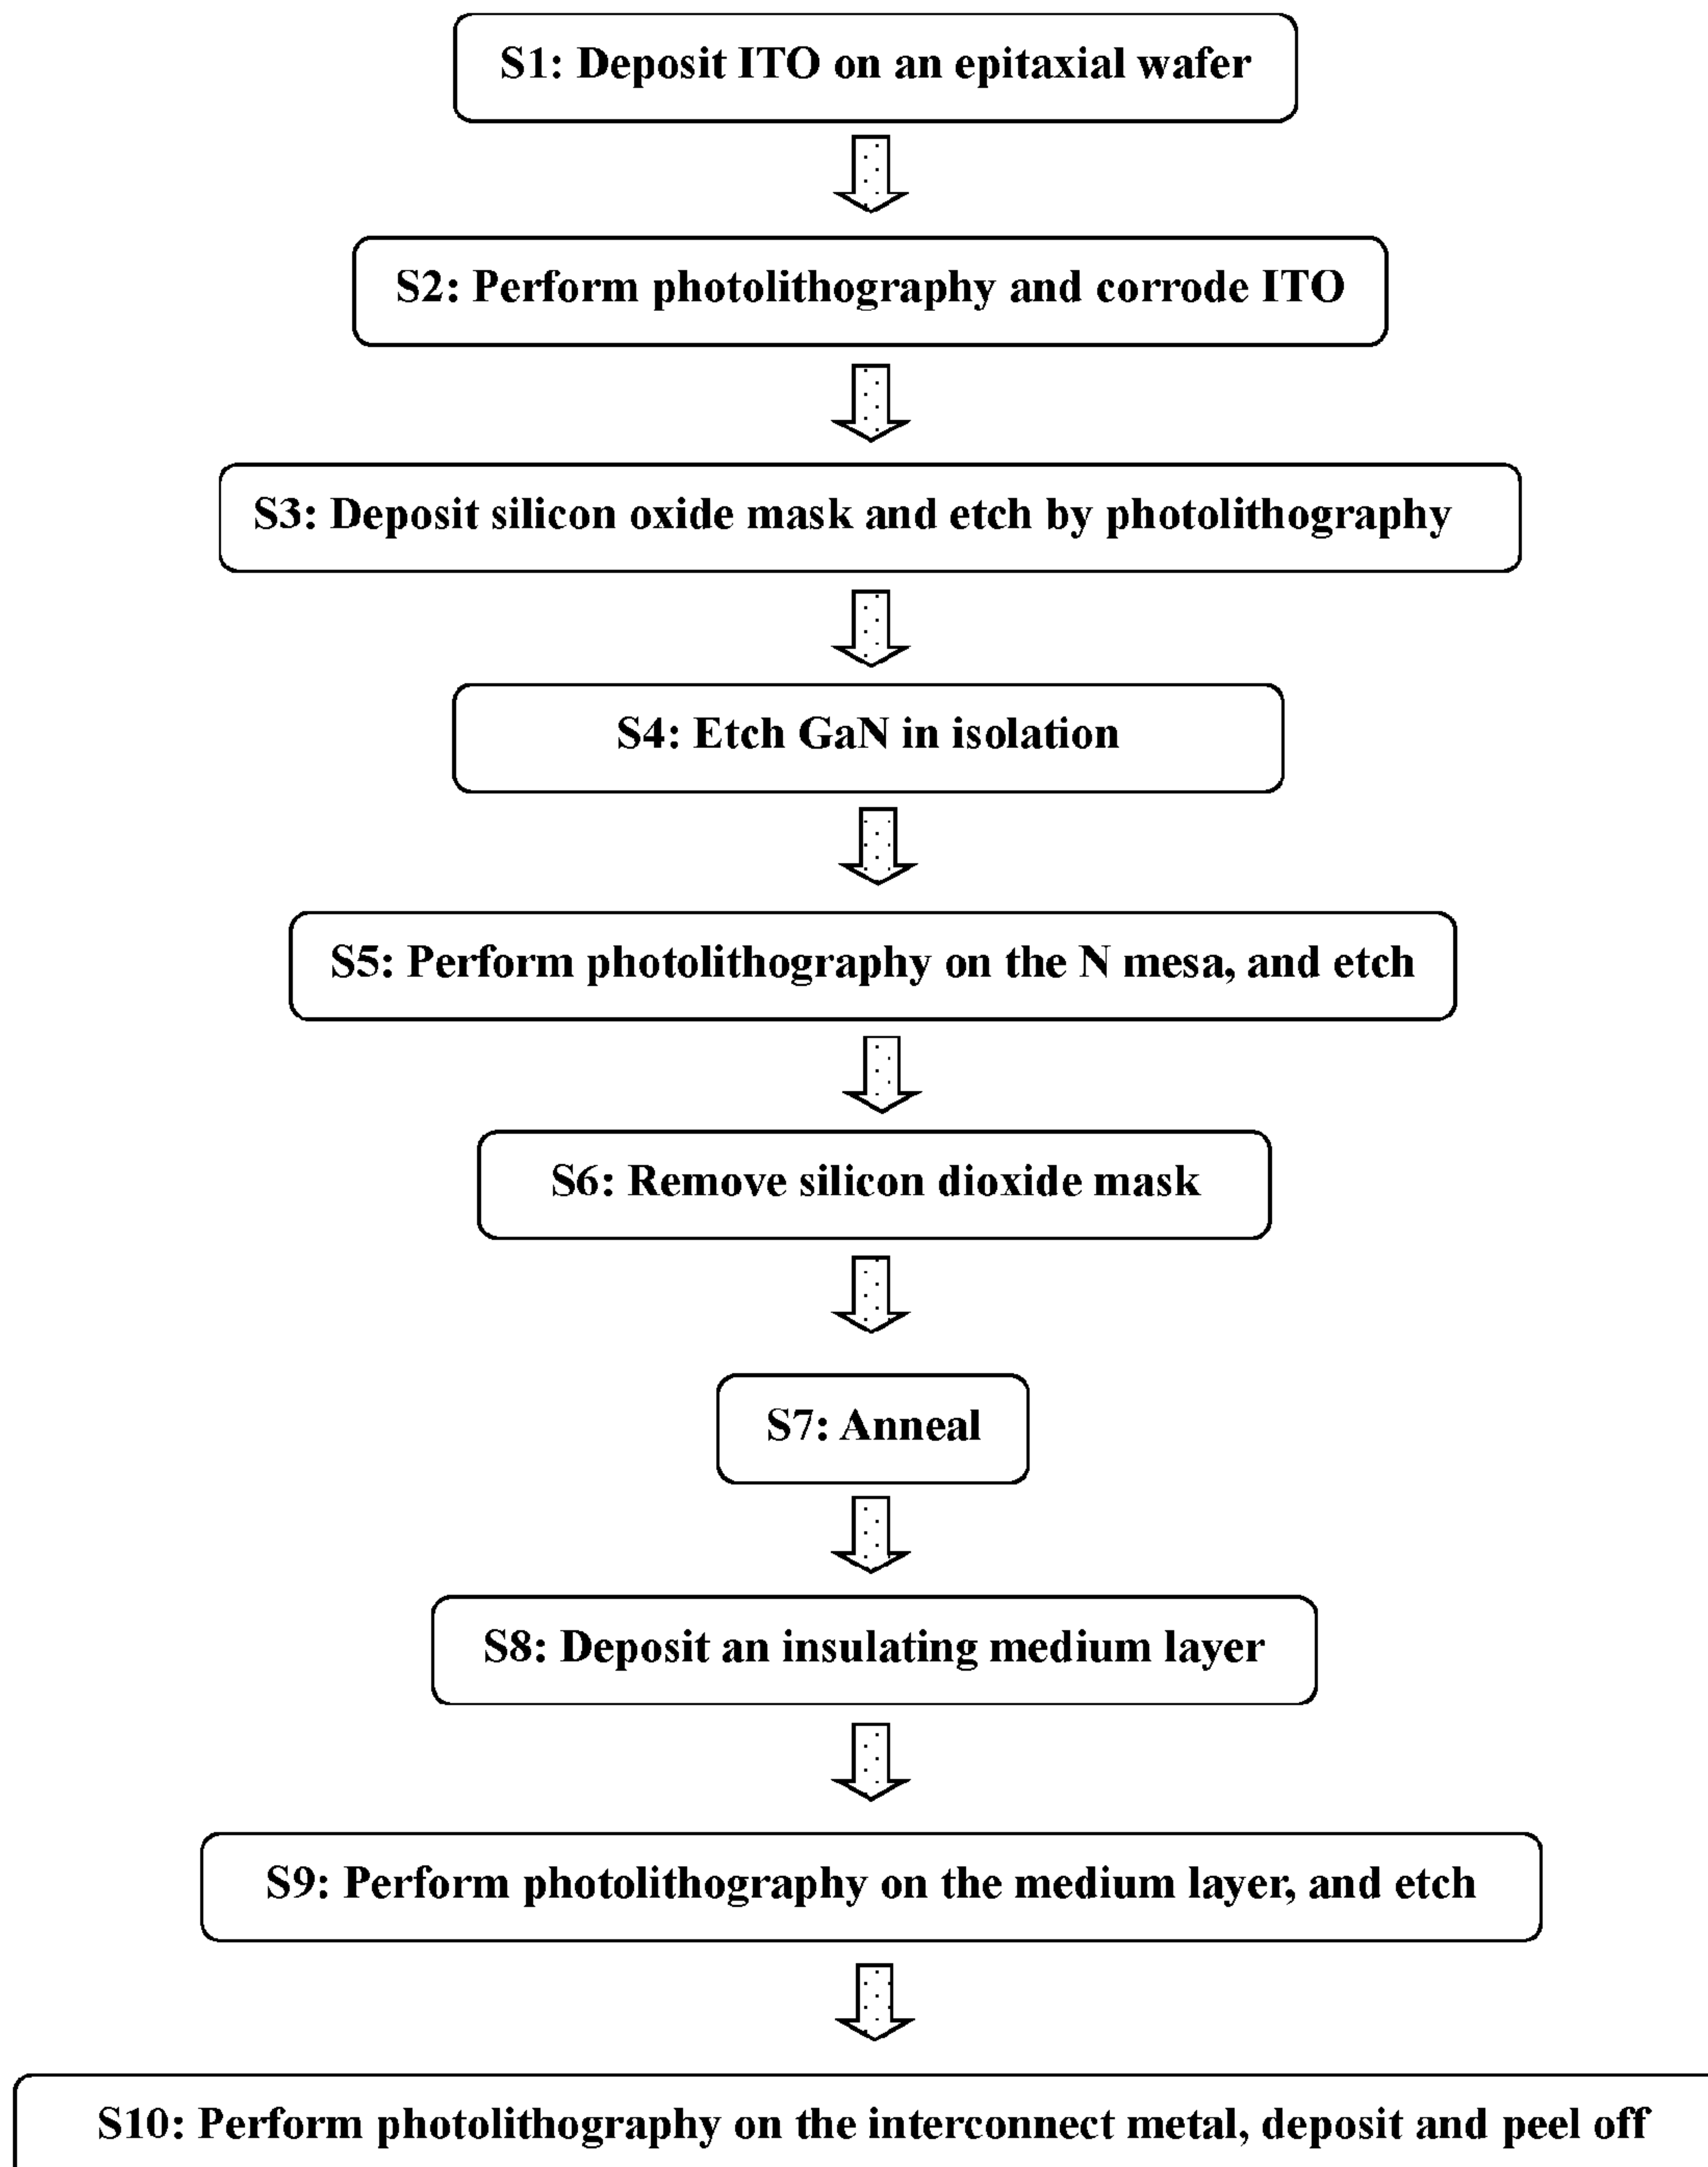 S1: Deposit ITO on an epitaxial wafer
S2: Perform photolithography and corrode ITO
S3: Deposit silicon oxide mask and etch by photolithography
S4: Etch GaN in isolation
S5: Perform photolithography on the N mesa, and etch
S6: Remove silicon dioxide mask
S7: Anneal
S8: Deposit an insulating medium layer
S9: Perform photolithography on the medium layer, and etch
S10: Perform photolithography on the interconnect metal, deposit and peel off